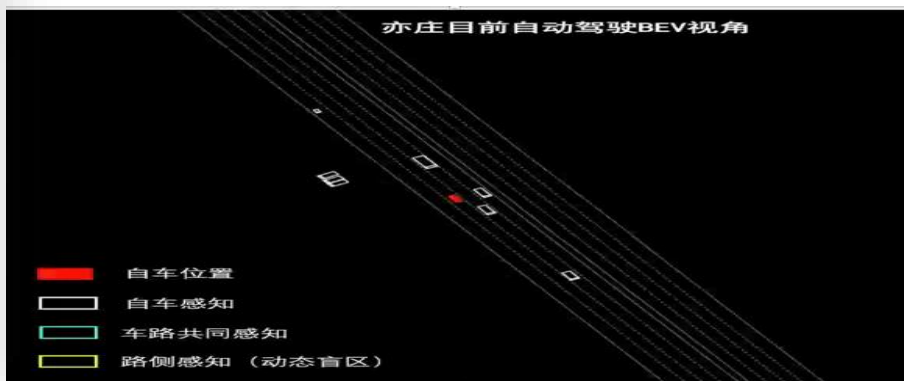 亦庄目前自动驾驶BEV视角
自车位置
自车感知
车路共同感知
路侧感知（动态盲区）